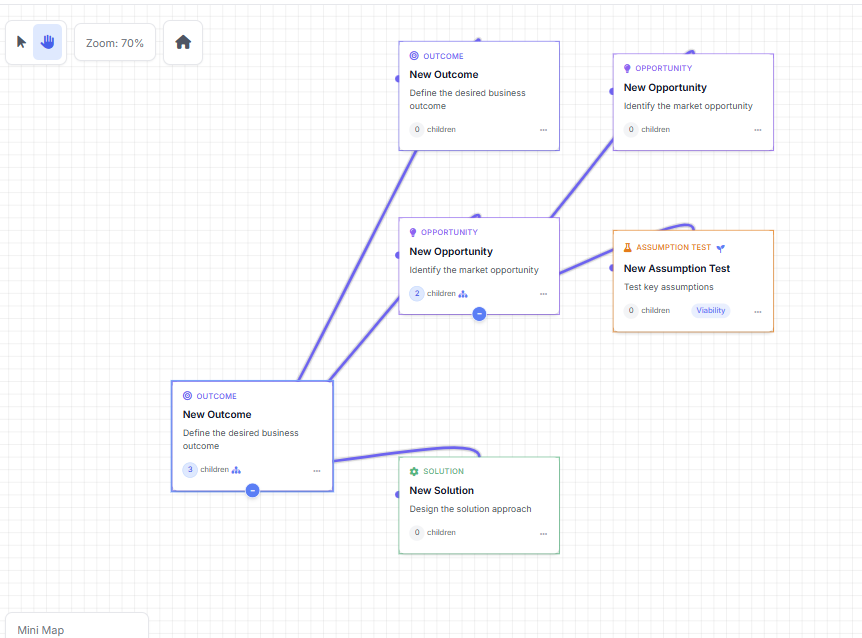 Zoom: 70%
OUTCOME
New Outcome
Define the desired business
outcome
0 children
OPPORTUNITY
New Opportunity
Identify the market opportunity
0 children
OPPORTUNITY
New Opportunity
Identify the market opportunity
2 children
ASSUMPTION TEST
New Assumption Test
Test key assumptions
0 children Viability
OUTCOME
New Outcome
Define the desired business
outcome
3 children
SOLUTION
New Solution
Design the solution approach
0 children
Mini Map